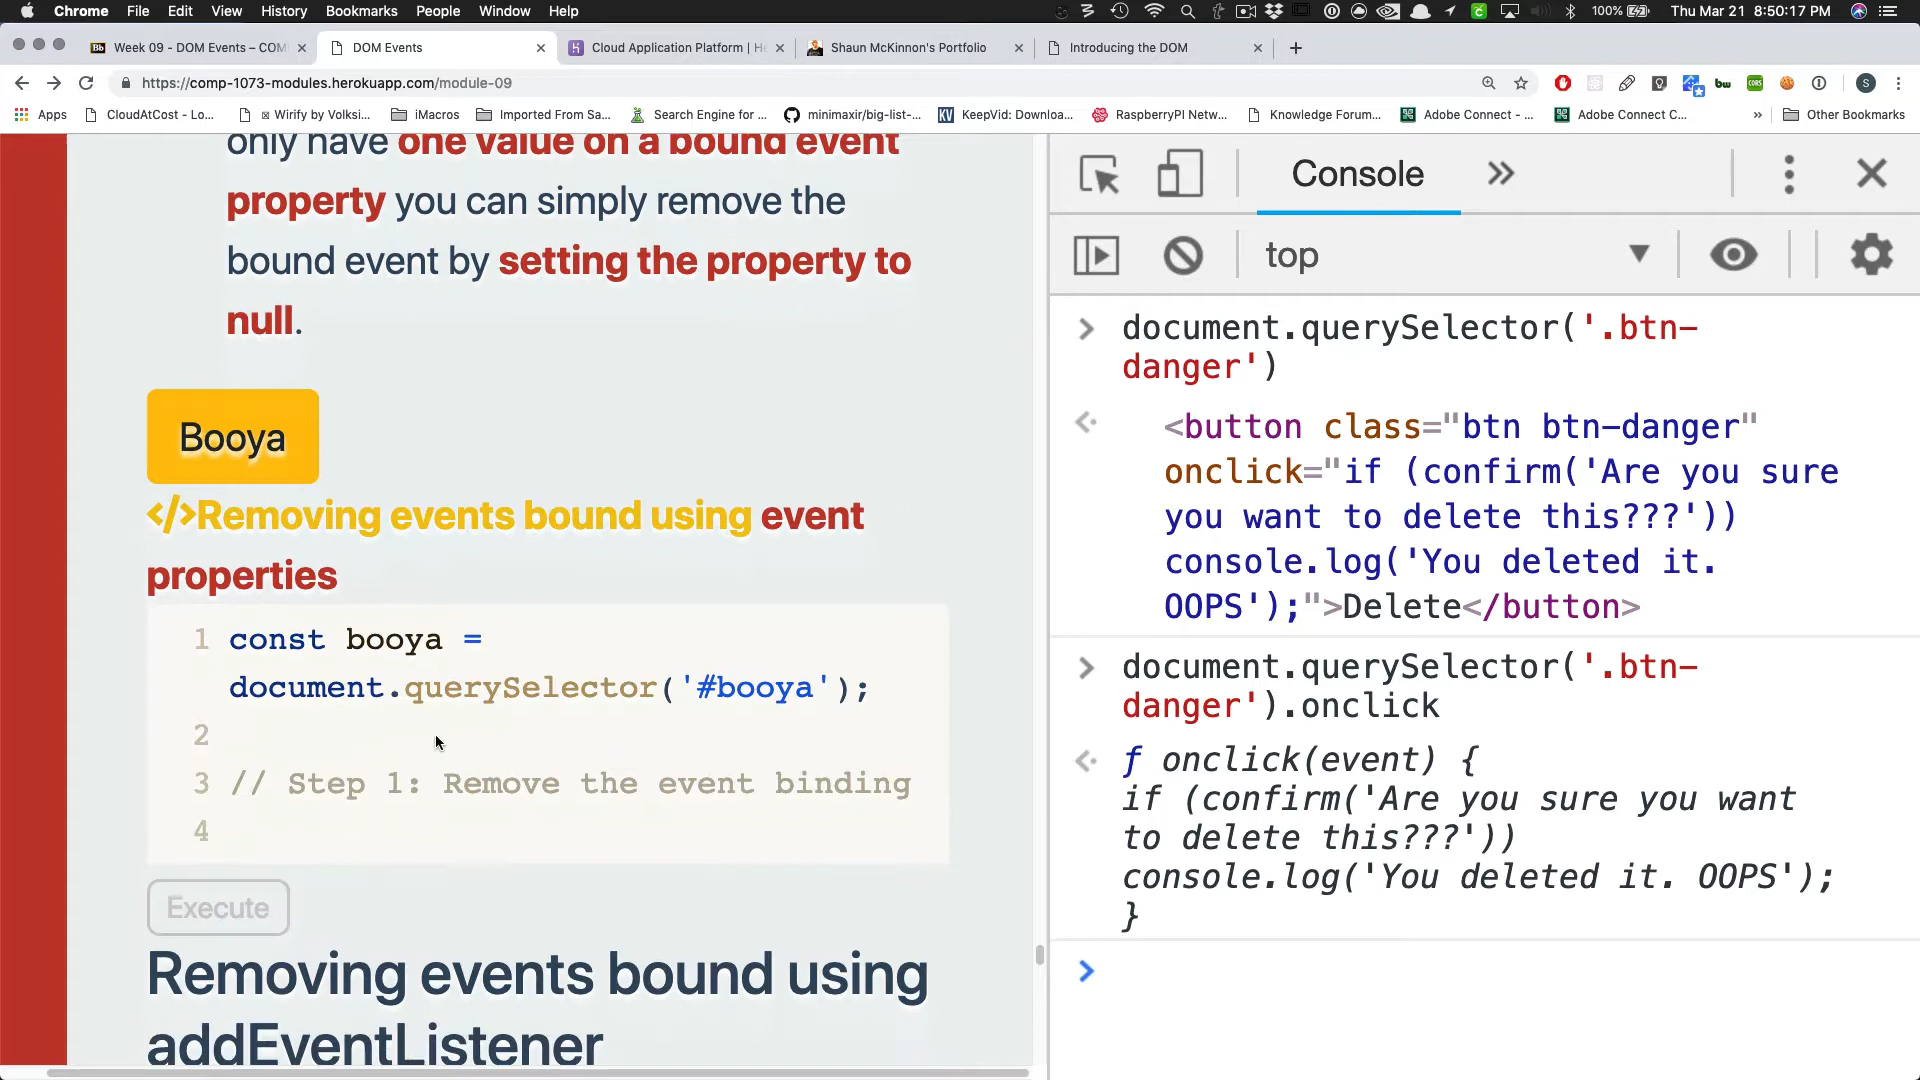 Chrome File Edit View History Bookmarks People Window Help 100% Thu Mar 21 8:50:17 PM
Week 09 - DOM Events – COM DOM Events Cloud Application Platform | He Shaun McKinnon's Portfolio Introducing the DOM
https://comp-1073-modules.herokuapp.com/module-09
Apps CloudAtCost - Lo... Wirify by Volksi... iMacros Imported From Sa... Search Engine for ... minimaxir/big-list-... KeepVid: Downloa... RaspberryPI Netw... Knowledge Forum... Adobe Connect - ... Adobe Connect C... » Other Bookmarks
only have one value on a bound event
property you can simply remove the
bound event by setting the property to
null.
Booya
</>Removing events bound using event
properties
1 const booya =
document.querySelector('#booya');
2
3 // Step 1: Remove the event binding
4
Execute
Removing events bound using
addEventListener
Console »
top
> document.querySelector('.btn-
danger')
<button class="btn btn-danger"
onclick="if (confirm('Are you sure
you want to delete this???'))
console.log('You deleted it.
OOPS');">Delete</button>
> document.querySelector('.btn-
danger').onclick
ƒ onclick(event) {
if (confirm('Are you sure you want
to delete this???'))
console.log('You deleted it. OOPS');
}
>